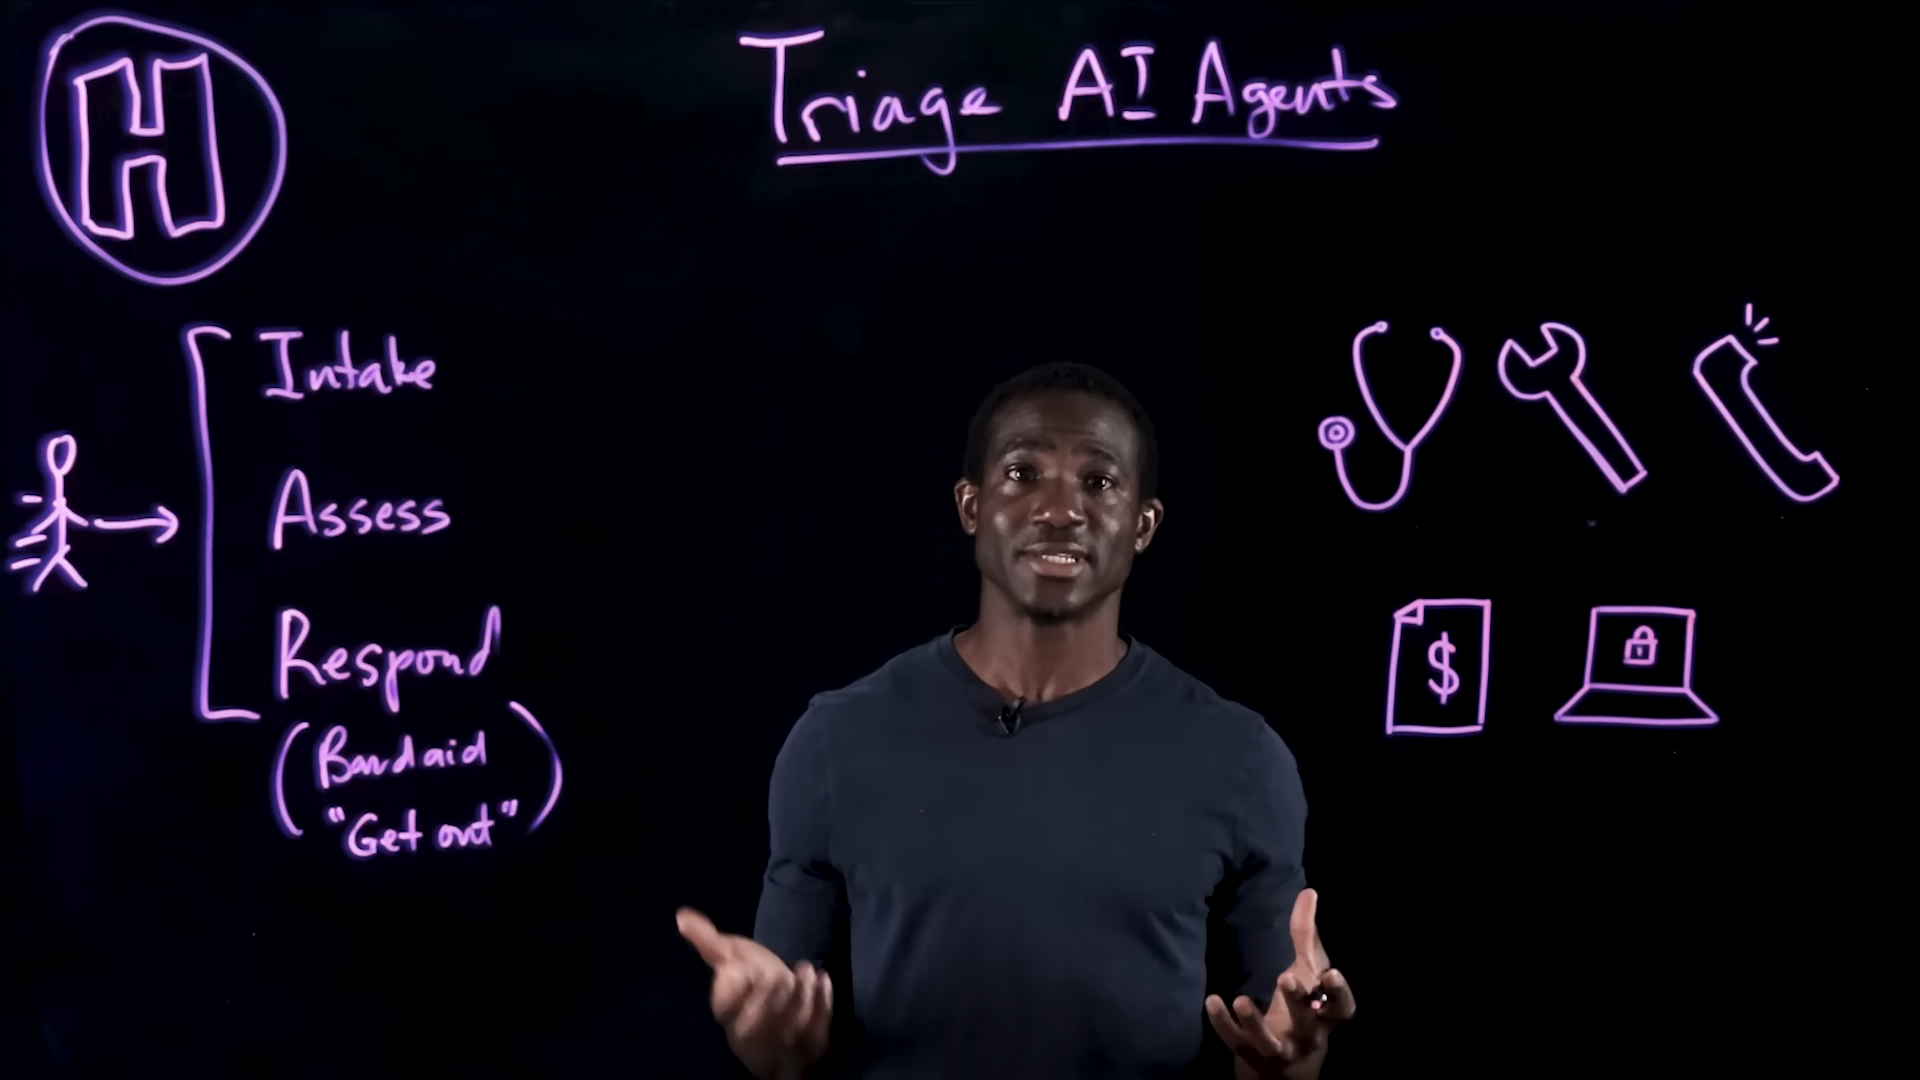 H
Triage AI Agents
Intake
Assess
Respond
(Bandaid
"Get out")
$